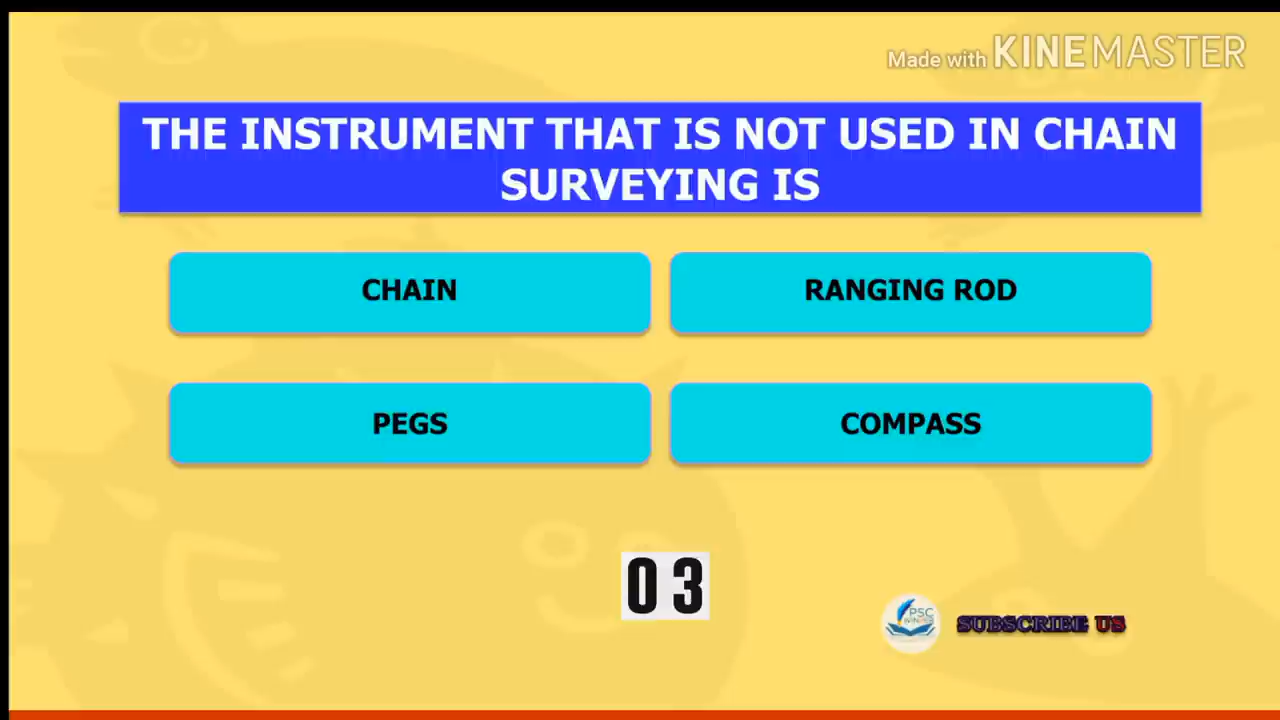 Made with KINEMASTER
THE INSTRUMENT THAT IS NOT USED IN CHAIN
SURVEYING IS
CHAIN
RANGING ROD
PEGS
COMPASS
03
PSC
SUBSCRIBE US